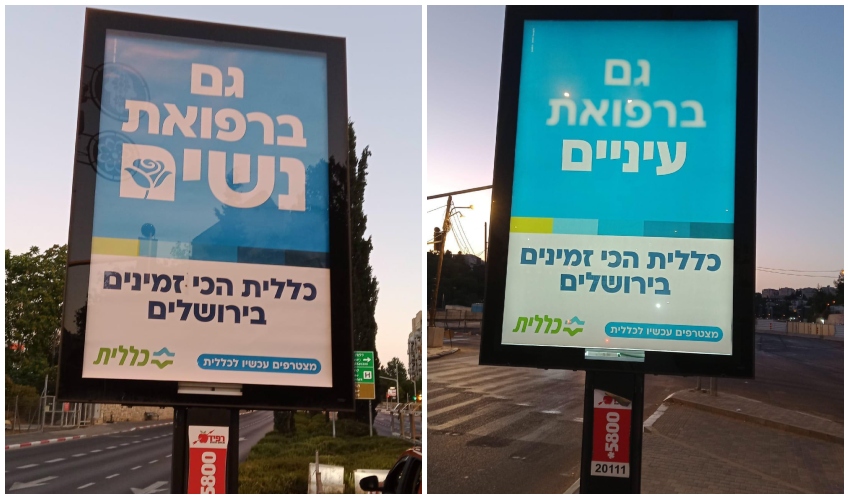 גם
ברפואת
נשים
כללית הכי זמינים
בירושלים
כללית
מצטרפים עכשיו לכללית
רפיד
*5800
גם
ברפואת
עיניים
כללית הכי זמינים
בירושלים
כללית
מצטרפים עכשיו לכללית
*5800
20111